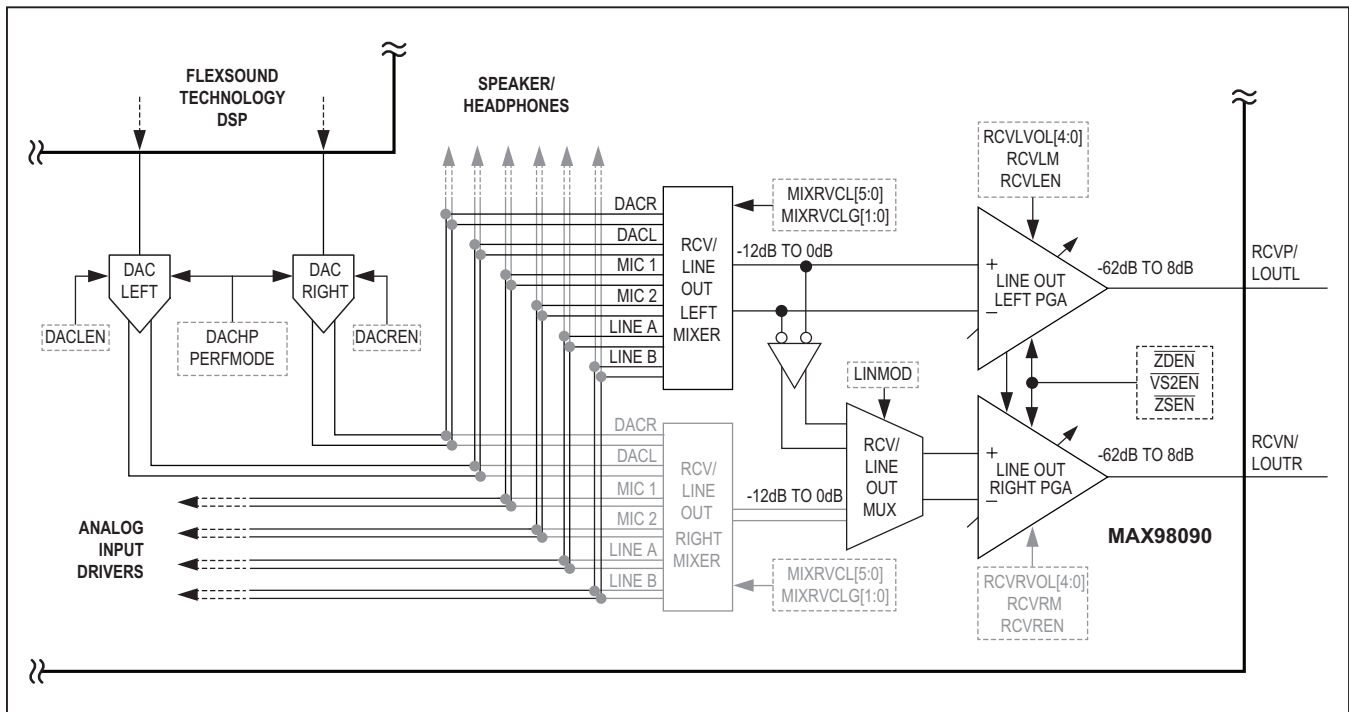 FLEXSOUND
TECHNOLOGY
DSP
SPEAKER/
HEADPHONES
DAC
LEFT
DAC
RIGHT
DACLEN
DACHP
PERFMODE
DACREN
ANALOG
INPUT
DRIVERS
DACR
DACL
MIC 1
MIC 2
LINE A
LINE B
RCV/
LINE
OUT
LEFT
MIXER
MIXRVCL[5:0]
MIXRVCLG[1:0]
-12dB TO 0dB
DACR
DACL
MIC 1
MIC 2
LINE A
LINE B
RCV/
LINE
OUT
RIGHT
MIXER
-12dB TO 0dB
MIXRVCL[5:0]
MIXRVCLG[1:0]
LINMOD
RCV/
LINE
OUT
MUX
RCVLVOL[4:0]
RCVLM
RCVLEN
+
LINE OUT
LEFT PGA
–
-62dB TO 8dB
RCVP/
LOUTL
ZDEN
VS2EN
ZSEN
+
LINE OUT
RIGHT PGA
–
-62dB TO 8dB
RCVN/
LOUTR
MAX98090
RCVRVOL[4:0]
RCVRM
RCVREN